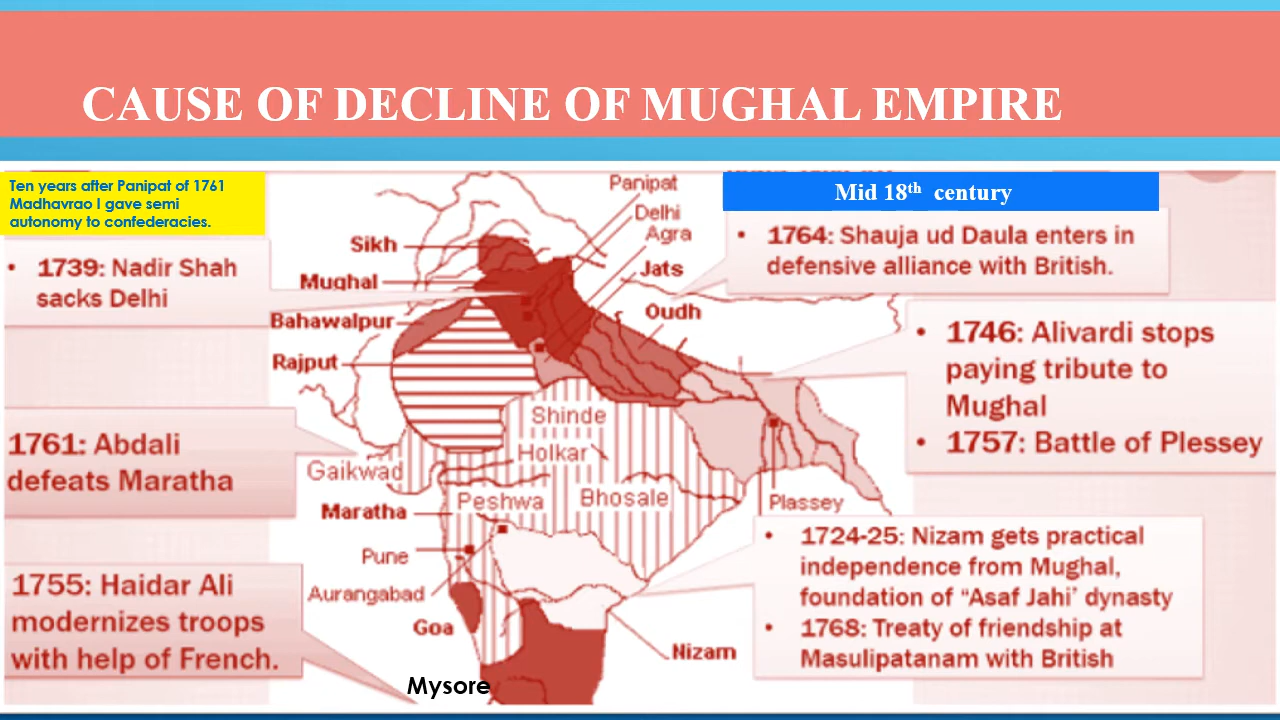 CAUSE OF DECLINE OF MUGHAL EMPIRE
Ten years after Panipat of 1761
Madhavrao I gave semi
autonomy to confederacies.
Mid 18th century
• 1739: Nadir Shah
sacks Delhi
1761: Abdali
defeats Maratha
1755: Haidar Ali
modernizes troops
with help of French.
Panipat
Delhi
Agra
Sikh
Jats
Mughal
Oudh
Bahawalpur
Rajput
Shinde
Holkar
Gaikwad
Peshwa
Bhosale
Plassey
Maratha
Pune
Aurangabad
Goa
Nizam
Mysore
• 1764: Shauja ud Daula enters in
defensive alliance with British.
• 1746: Alivardi stops
paying tribute to
Mughal
• 1757: Battle of Plessey
• 1724-25: Nizam gets practical
independence from Mughal,
foundation of “Asaf Jahi’ dynasty
• 1768: Treaty of friendship at
Masulipatanam with British